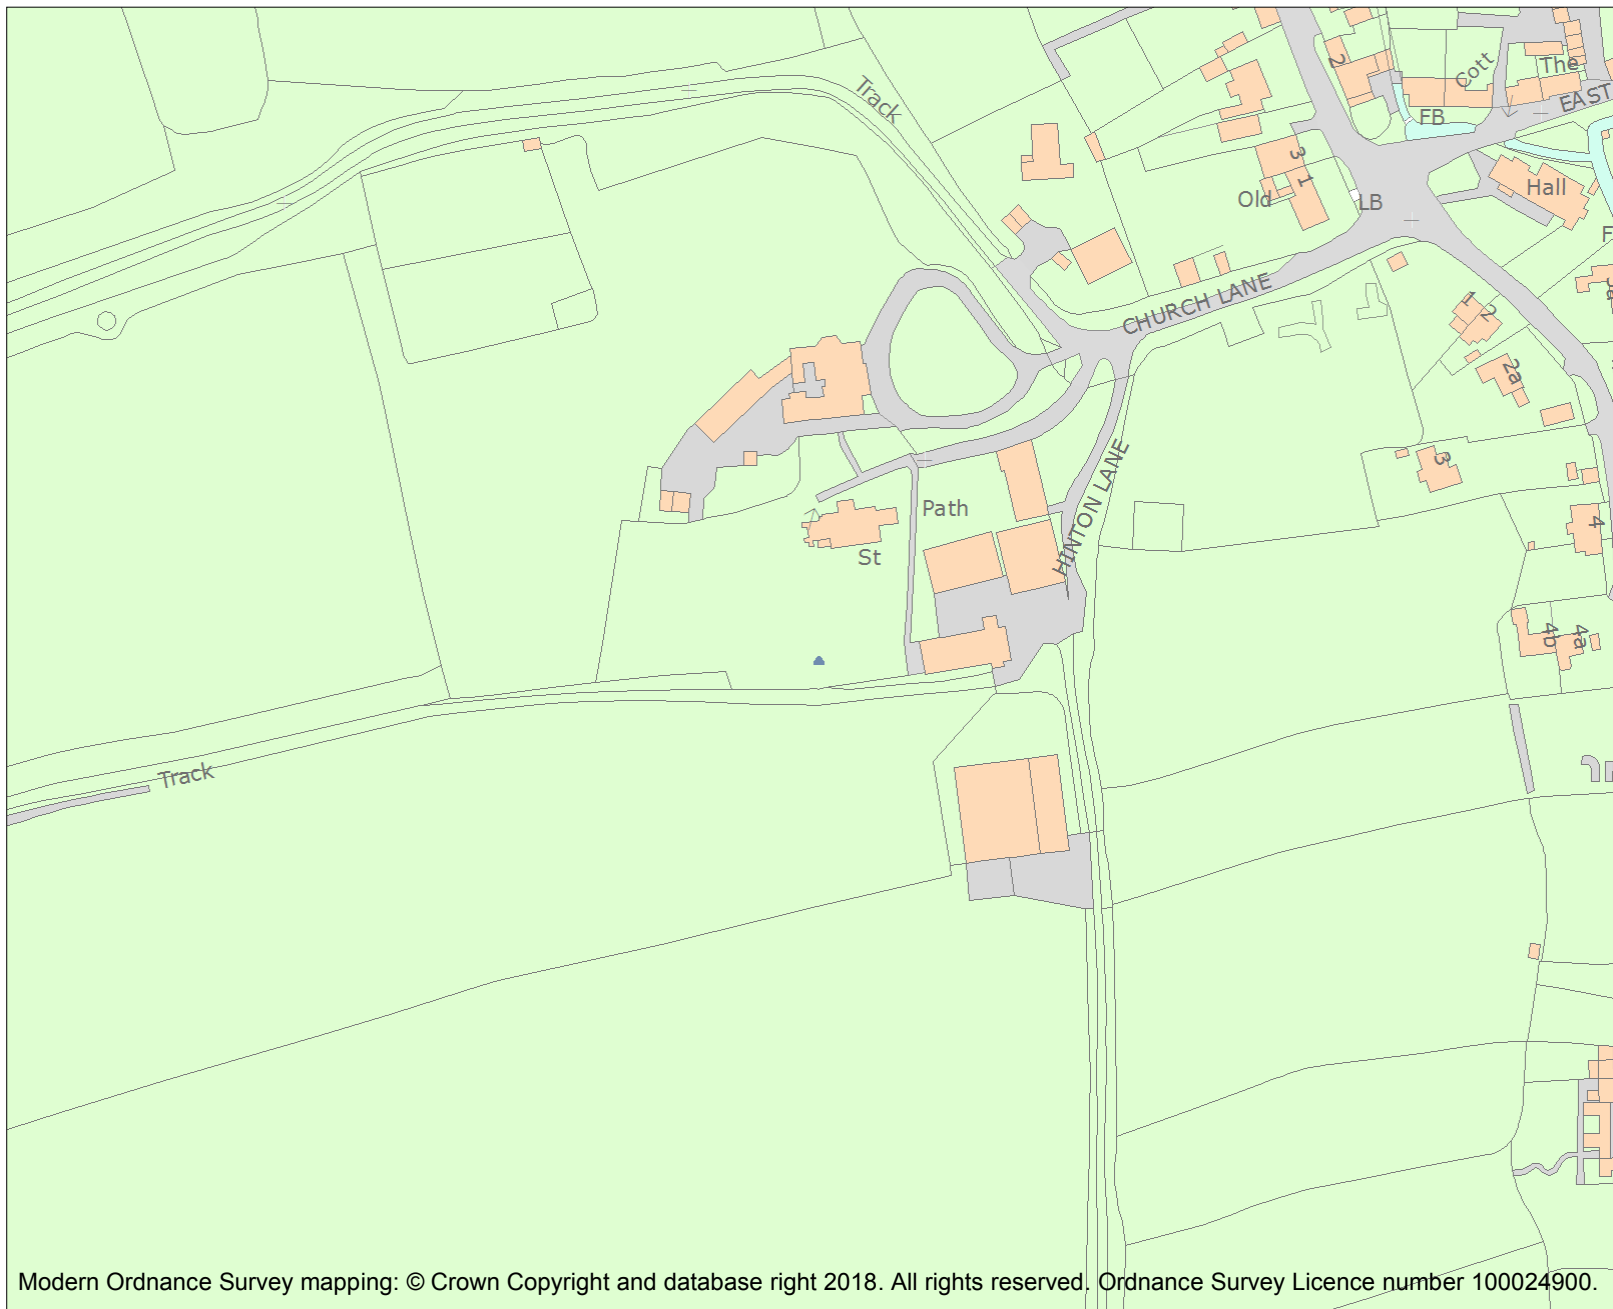 2
Cott
The
Track
FB
EAST
3
1
Hall
Old
LB
F
CHURCH LANE
1
2
2a
HINTON LANE
3
Path
4
St
4b
4a
Track
Modern Ordnance Survey mapping: © Crown Copyright and database right 2018. All rights reserved. Ordnance Survey Licence number 100024900.